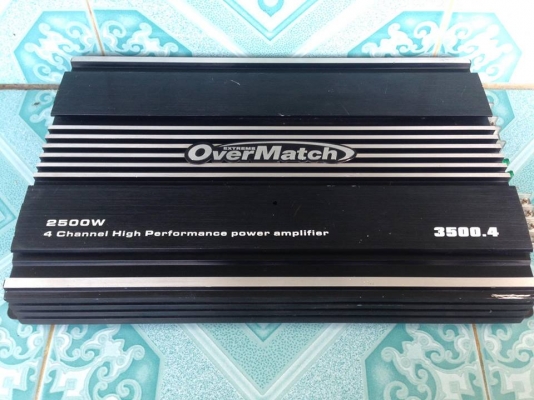 EXTREME
OverMatch
2500W
4 Channel High Performance power amplifier
3500.4